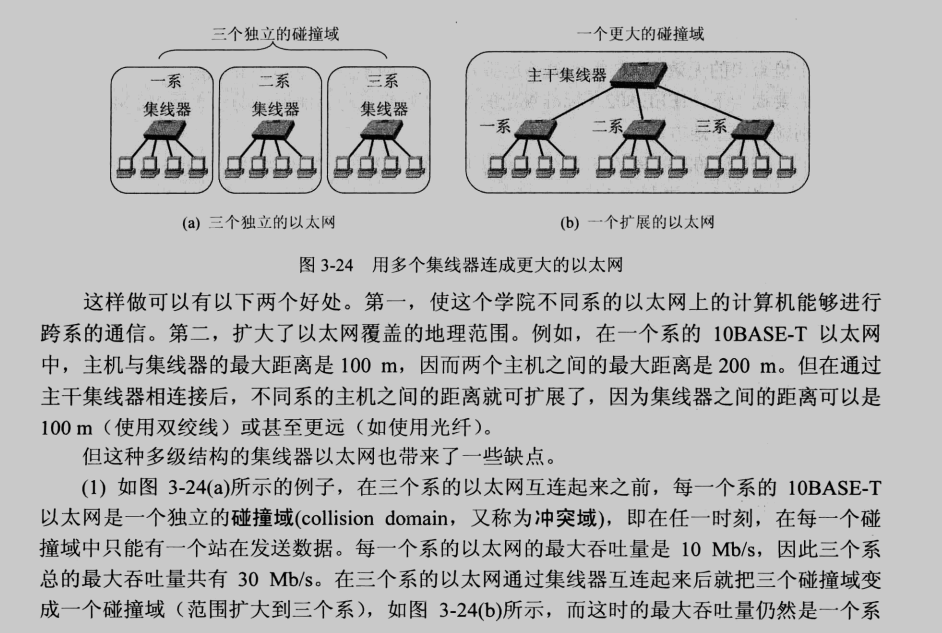 三个独立的碰撞域
一个更大的碰撞域
一系
二系
三系
集线器
集线器
集线器
主干集线器
一系
二系
三系
(a) 三个独立的以太网
(b) 一个扩展的以太网
图 3-24 用多个集线器连成更大的以太网
这样做可以有以下两个好处。第一，使这个学院不同系的以太网上的计算机能够进行
跨系的通信。第二，扩大了以太网覆盖的地理范围。例如，在一个系的 10BASE-T 以太网
中，主机与集线器的最大距离是 100 m，因而两个主机之间的最大距离是 200 m。但在通过
主干集线器相连接后，不同系的主机之间的距离就可扩展了，因为集线器之间的距离可以是
100 m（使用双绞线）或甚至更远（如使用光纤）。
但这种多级结构的集线器以太网也带来了一些缺点。
(1) 如图 3-24(a)所示的例子，在三个系的以太网互连起来之前，每一个系的 10BASE-T
以太网是一个独立的碰撞域(collision domain，又称为冲突域)，即在任一时刻，在每一个碰
撞域中只能有一个站在发送数据。每一个系的以太网的最大吞吐量是 10 Mb/s，因此三个系
总的最大吞吐量共有 30 Mb/s。在三个系的以太网通过集线器互连起来后就把三个碰撞域变
成一个碰撞域（范围扩大到三个系），如图 3-24(b)所示，而这时的最大吞吐量仍然是一个系